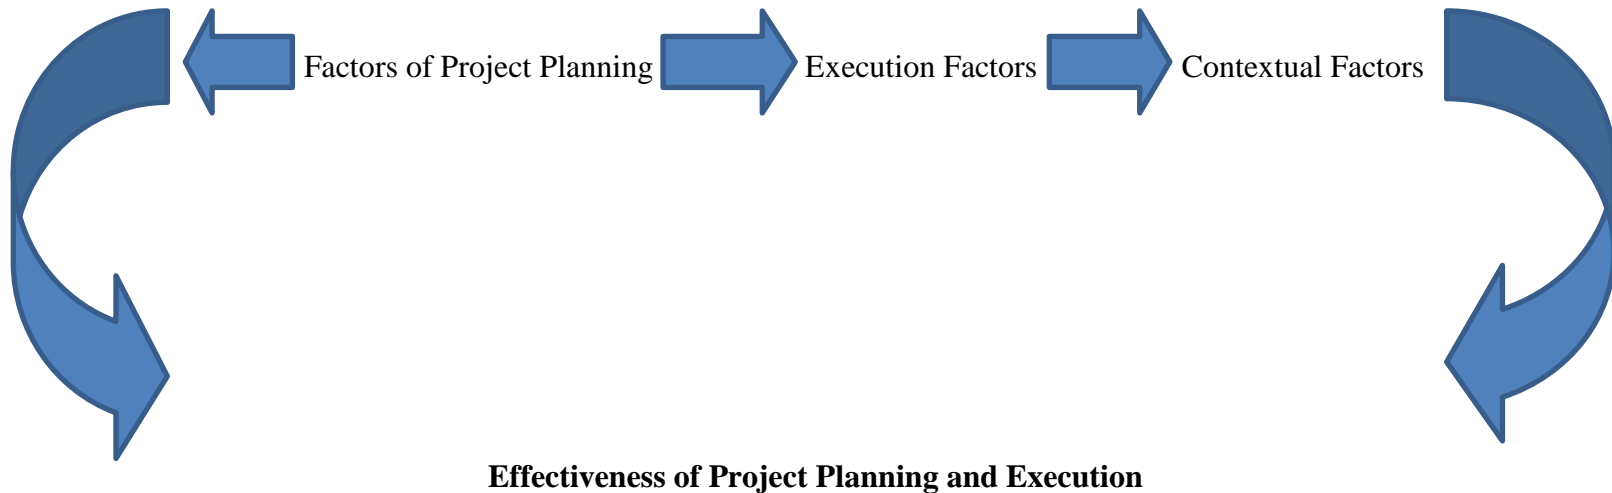 Factors of Project Planning Execution Factors Contextual Factors
Effectiveness of Project Planning and Execution